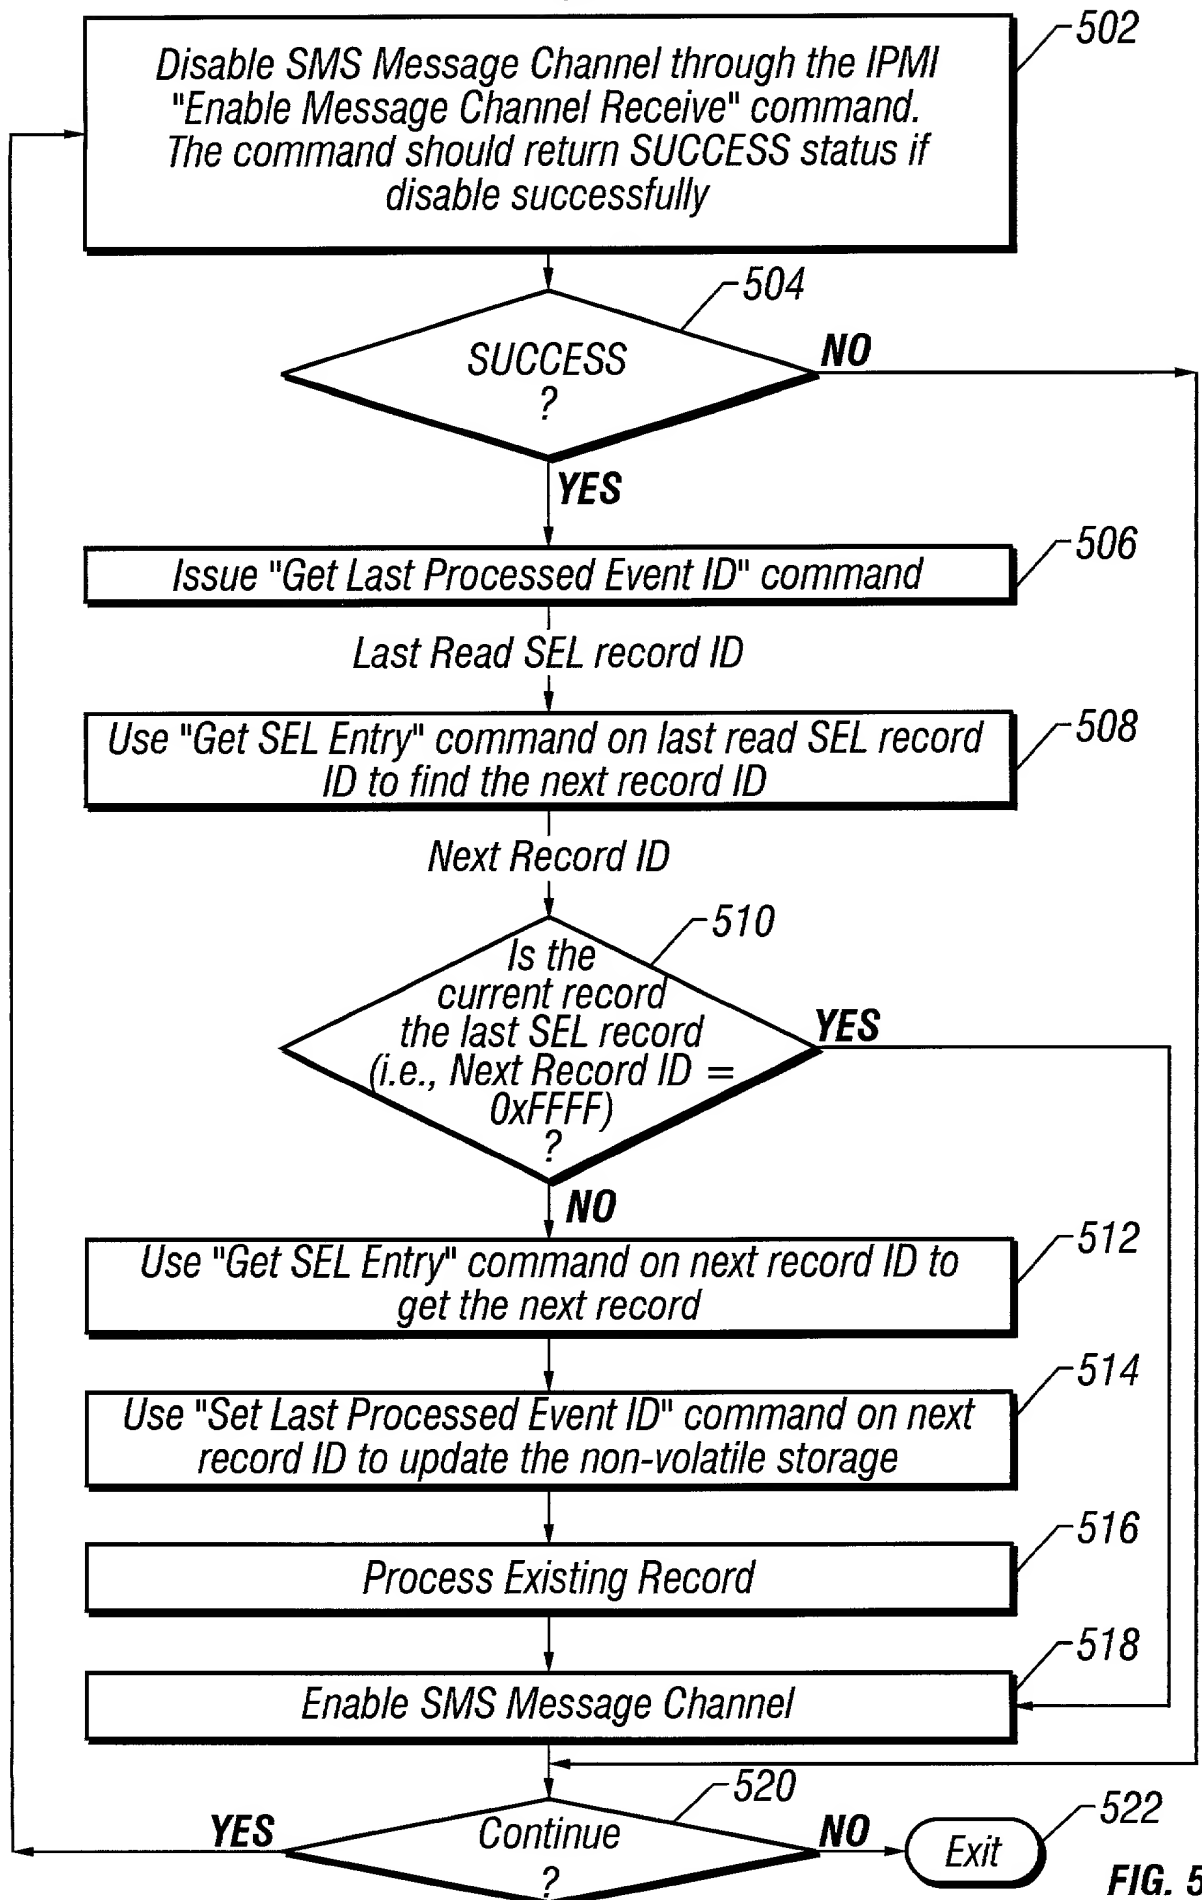 502
Disable SMS Message Channel through the IPMI
"Enable Message Channel Receive" command.
The command should return SUCCESS status if
disable successfully
504
SUCCESS
?
NO
YES
506
Issue "Get Last Processed Event ID" command
Last Read SEL record ID
508
Use "Get SEL Entry" command on last read SEL record
ID to find the next record ID
Next Record ID
510
Is the
current record
the last SEL record
(i.e., Next Record ID =
0xFFFF)
?
YES
NO
512
Use "Get SEL Entry" command on next record ID to
get the next record
514
Use "Set Last Processed Event ID" command on next
record ID to update the non-volatile storage
516
Process Existing Record
518
Enable SMS Message Channel
520
YES
Continue
?
NO
Exit
522
FIG. 5